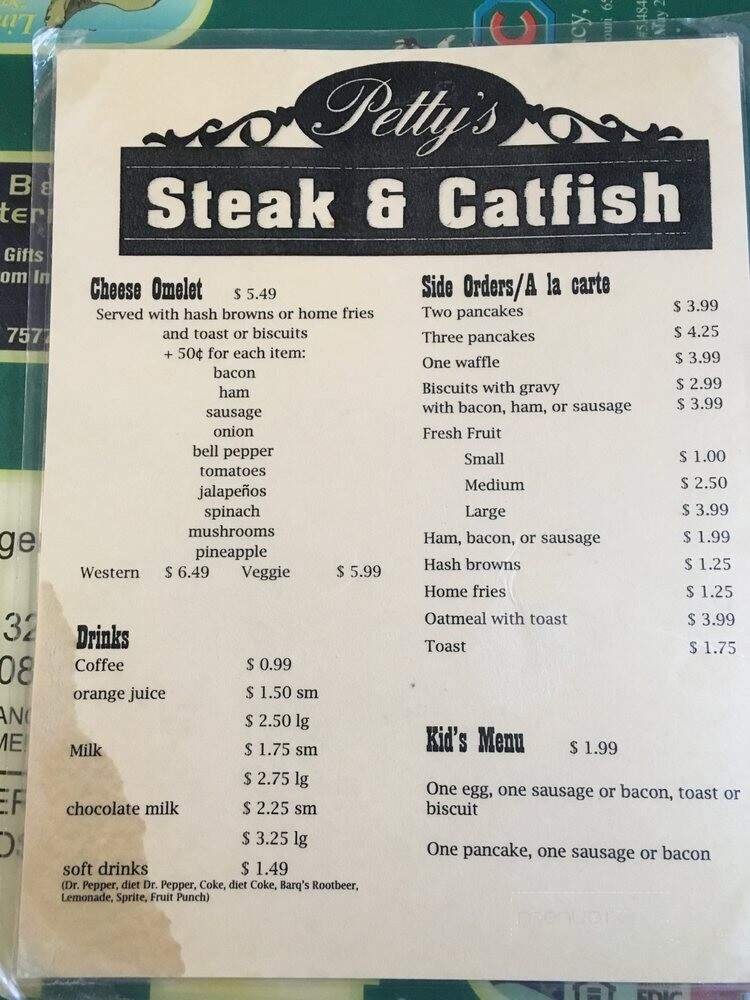 Petty's
Steak & Catfish
Cheese Omelet $ 5.49
Served with hash browns or home fries
and toast or biscuits
+ 50¢ for each item:
bacon
ham
sausage
onion
bell pepper
tomatoes
jalapeños
spinach
mushrooms
pineapple
Western $ 6.49 Veggie $ 5.99
Drinks
Coffee $ 0.99
orange juice $ 1.50 sm
$ 2.50 lg
Milk $ 1.75 sm
$ 2.75 lg
chocolate milk $ 2.25 sm
$ 3.25 lg
soft drinks $ 1.49
(Dr. Pepper, diet Dr. Pepper, Coke, diet Coke, Barq's Rootbeer,
Lemonade, Sprite, Fruit Punch)
Side Orders/A la carte
Two pancakes $ 3.99
Three pancakes $ 4.25
One waffle $ 3.99
Biscuits with gravy $ 2.99
with bacon, ham, or sausage $ 3.99
Fresh Fruit
Small $ 1.00
Medium $ 2.50
Large $ 3.99
Ham, bacon, or sausage $ 1.99
Hash browns $ 1.25
Home fries $ 1.25
Oatmeal with toast $ 3.99
Toast $ 1.75
Kid's Menu $ 1.99
One egg, one sausage or bacon, toast or
biscuit
One pancake, one sausage or bacon
Gifts
7577